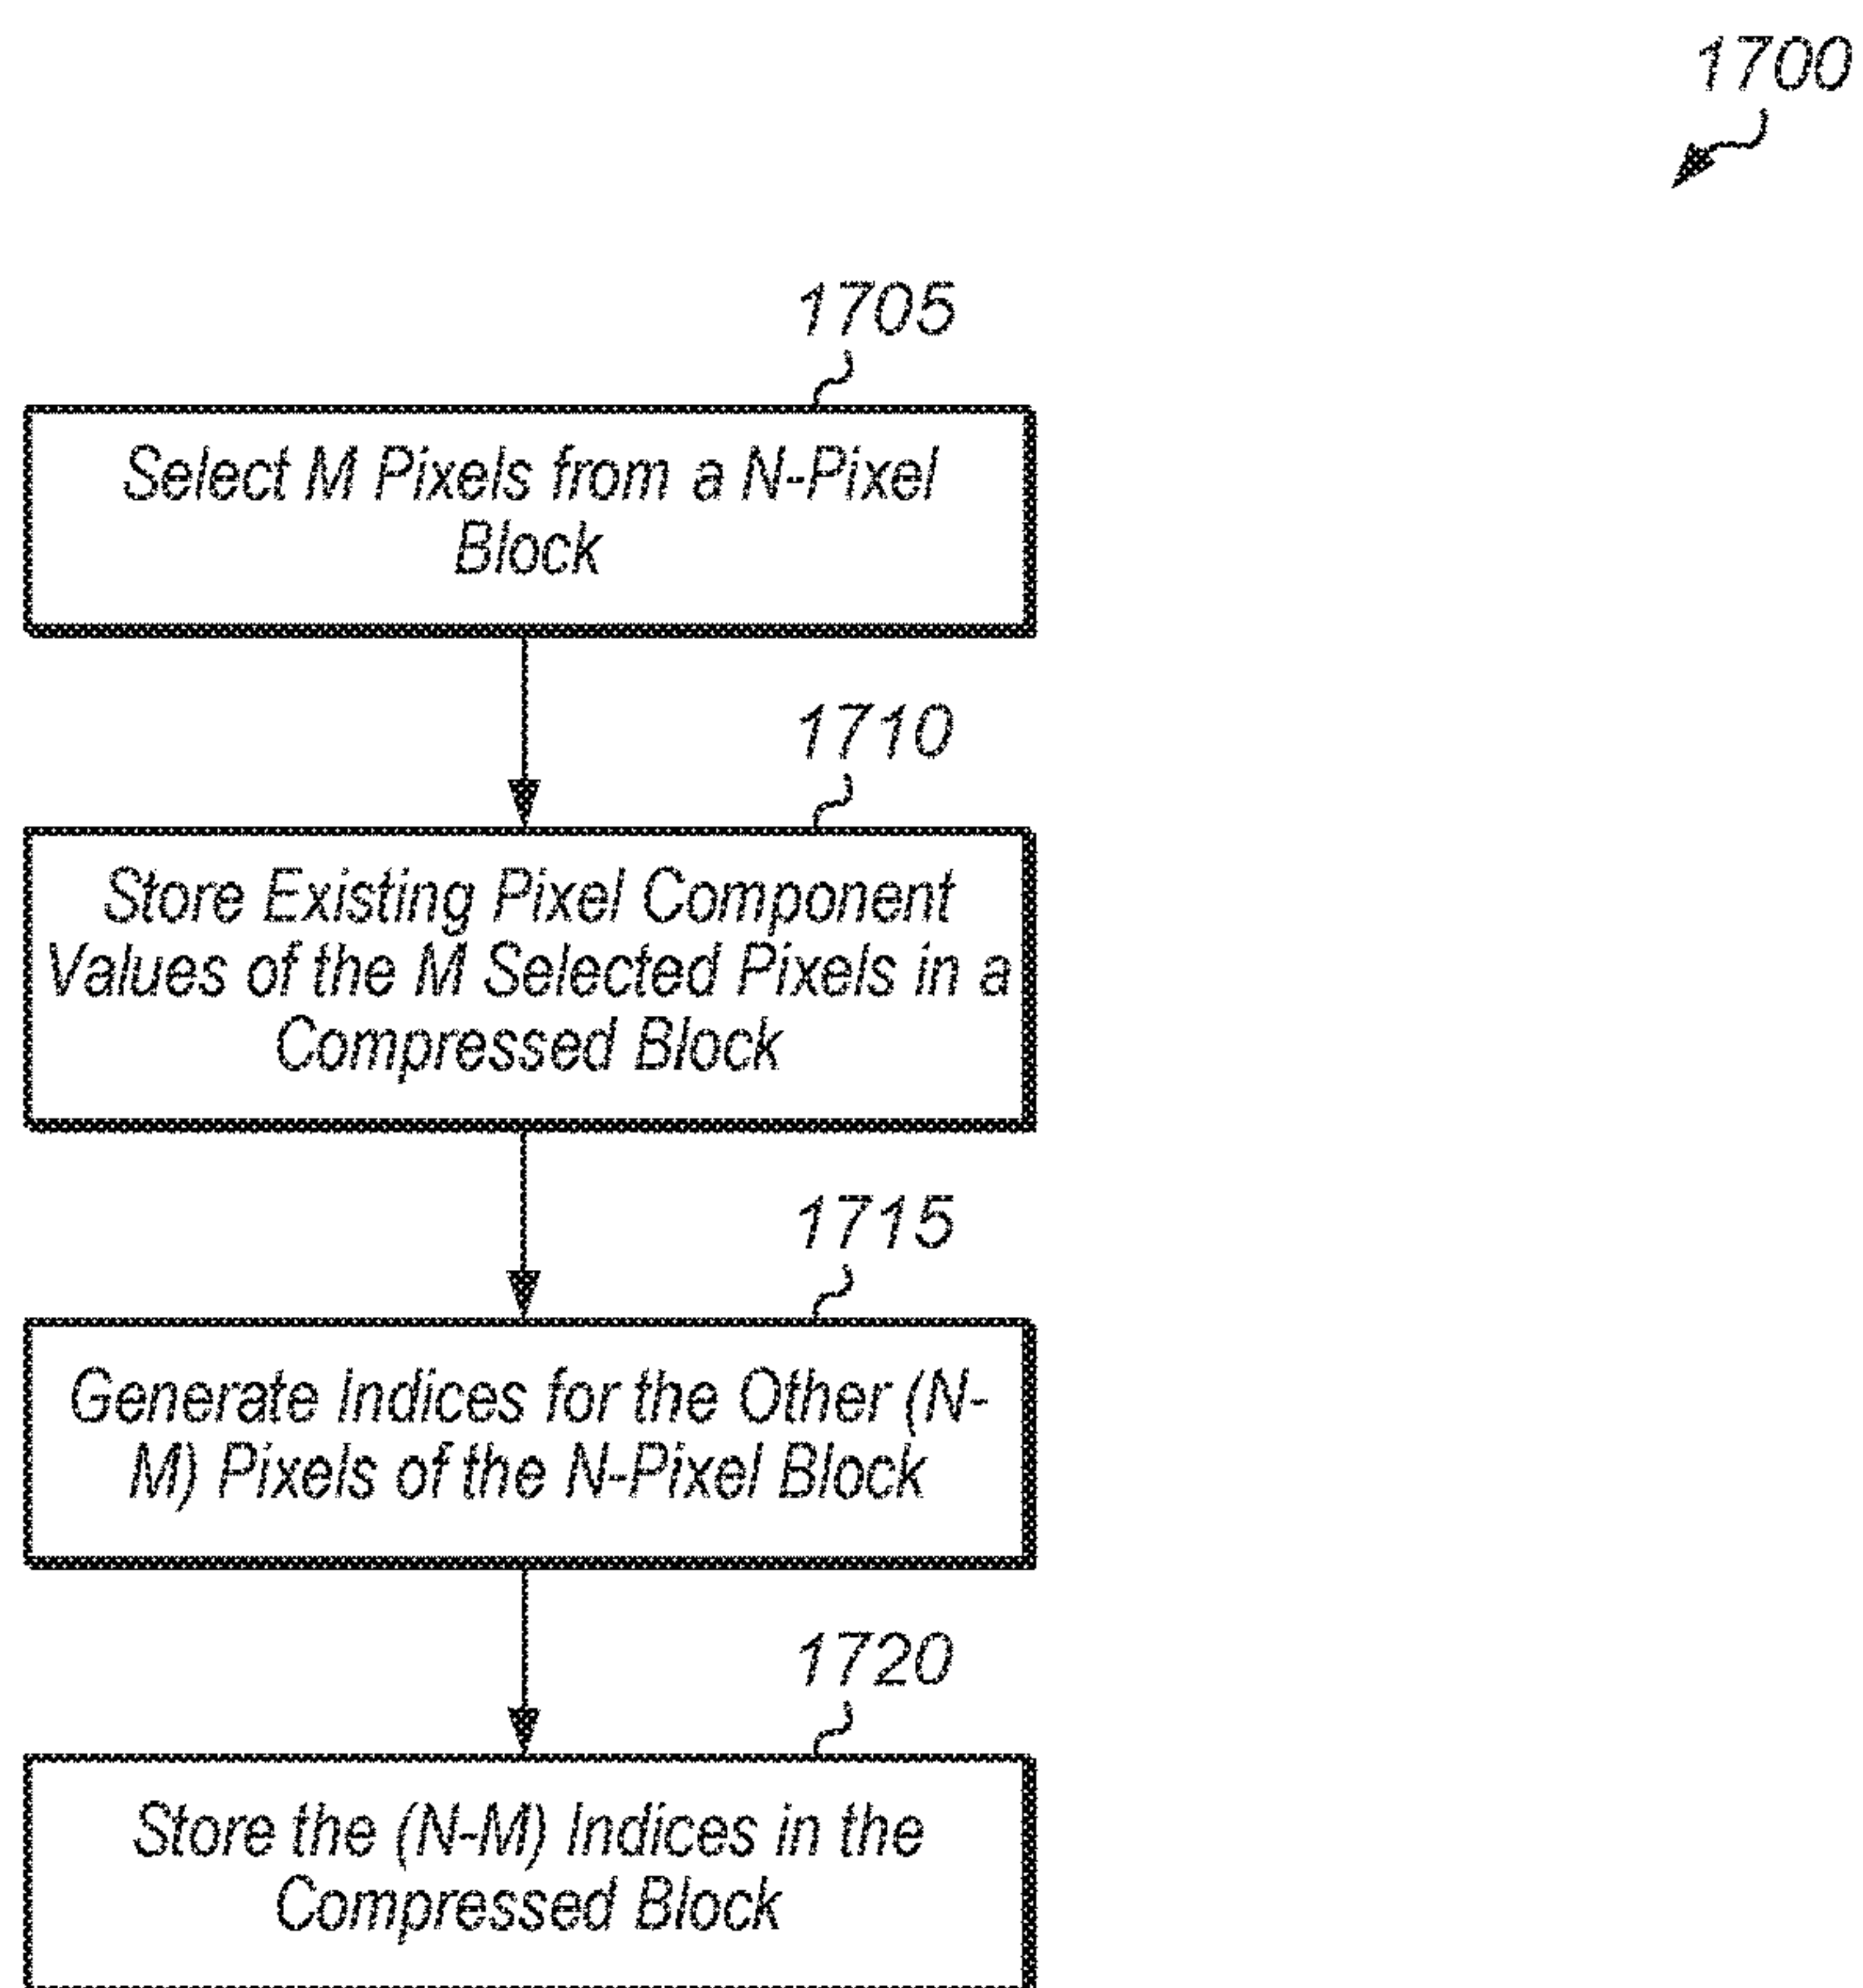 1700
1705
Select M Pixels from a N-Pixel
Block
1710
Store Existing Pixel Component
Values of the M Selected Pixels in a
Compressed Block
1715
Generate Indices for the Other (N-
M) Pixels of the N-Pixel Block
1720
Store the (N-M) Indices in the
Compressed Block